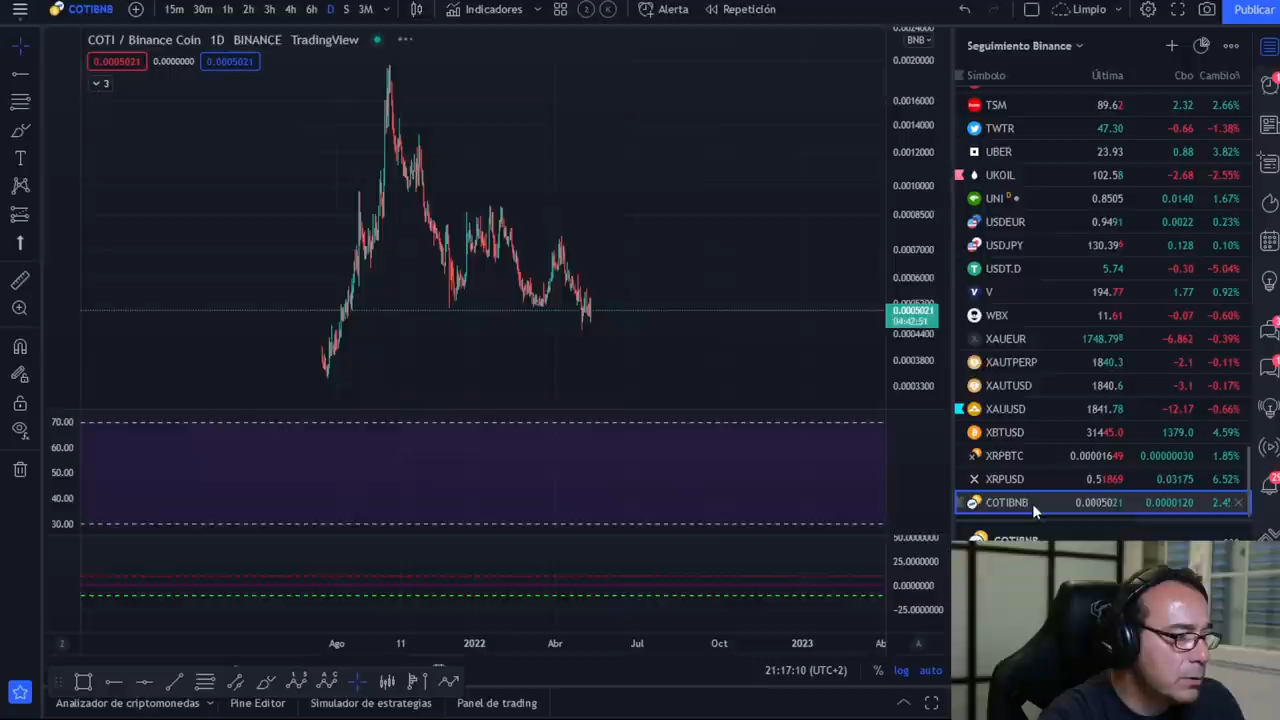 COTIBNB 15m 30m 1h 2h 3h 4h 6h D S 3M Indicadores 2 K Alerta Repetición Limpio Publicar
COTI / Binance Coin 1D BINANCE TradingView
0.0005021 0.0000000 0.0005021
3
BNB
0.0020000
0.0016000
0.0014000
0.0012000
0.0010000
0.0008500
0.0007000
0.0006000
0.0005021
04:42:51
0.0004400
0.0003800
0.0003300
70.00
60.00
50.00
40.00
30.00
50.0000000
25.0000000
0.0000000
-25.0000000
Z Ago 11 2022 Abr Jul Oct 2023 Ab A
21:17:10 (UTC+2) % log auto
Analizador de criptomonedas Pine Editor Simulador de estrategias Panel de trading
Seguimiento Binance
Símbolo Última Cbo Cambio%
TSM 89.62 2.32 2.66%
TWTR 47.30 −0.66 −1.38%
UBER 23.93 0.88 3.82%
UKOIL 102.58 −2.68 −2.55%
UNI D 0.8505 0.0140 1.67%
USDEUR 0.9491 0.0022 0.23%
USDJPY 130.396 0.128 0.10%
USDT.D 5.74 −0.30 −5.04%
V 194.77 1.77 0.92%
WBX 11.61 −0.07 −0.60%
XAUEUR 1748.798 −6.862 −0.39%
XAUTPERP 1840.3 −2.1 −0.11%
XAUTUSD 1840.6 −3.1 −0.17%
XAUUSD 1841.78 −12.17 −0.66%
XBTUSD 31445.0 1379.0 4.59%
XRPBTC 0.00001649 0.00000030 1.85%
XRPUSD 0.51869 0.03175 6.52%
COTIBNB 0.0005021 0.0000120
COTIBNB